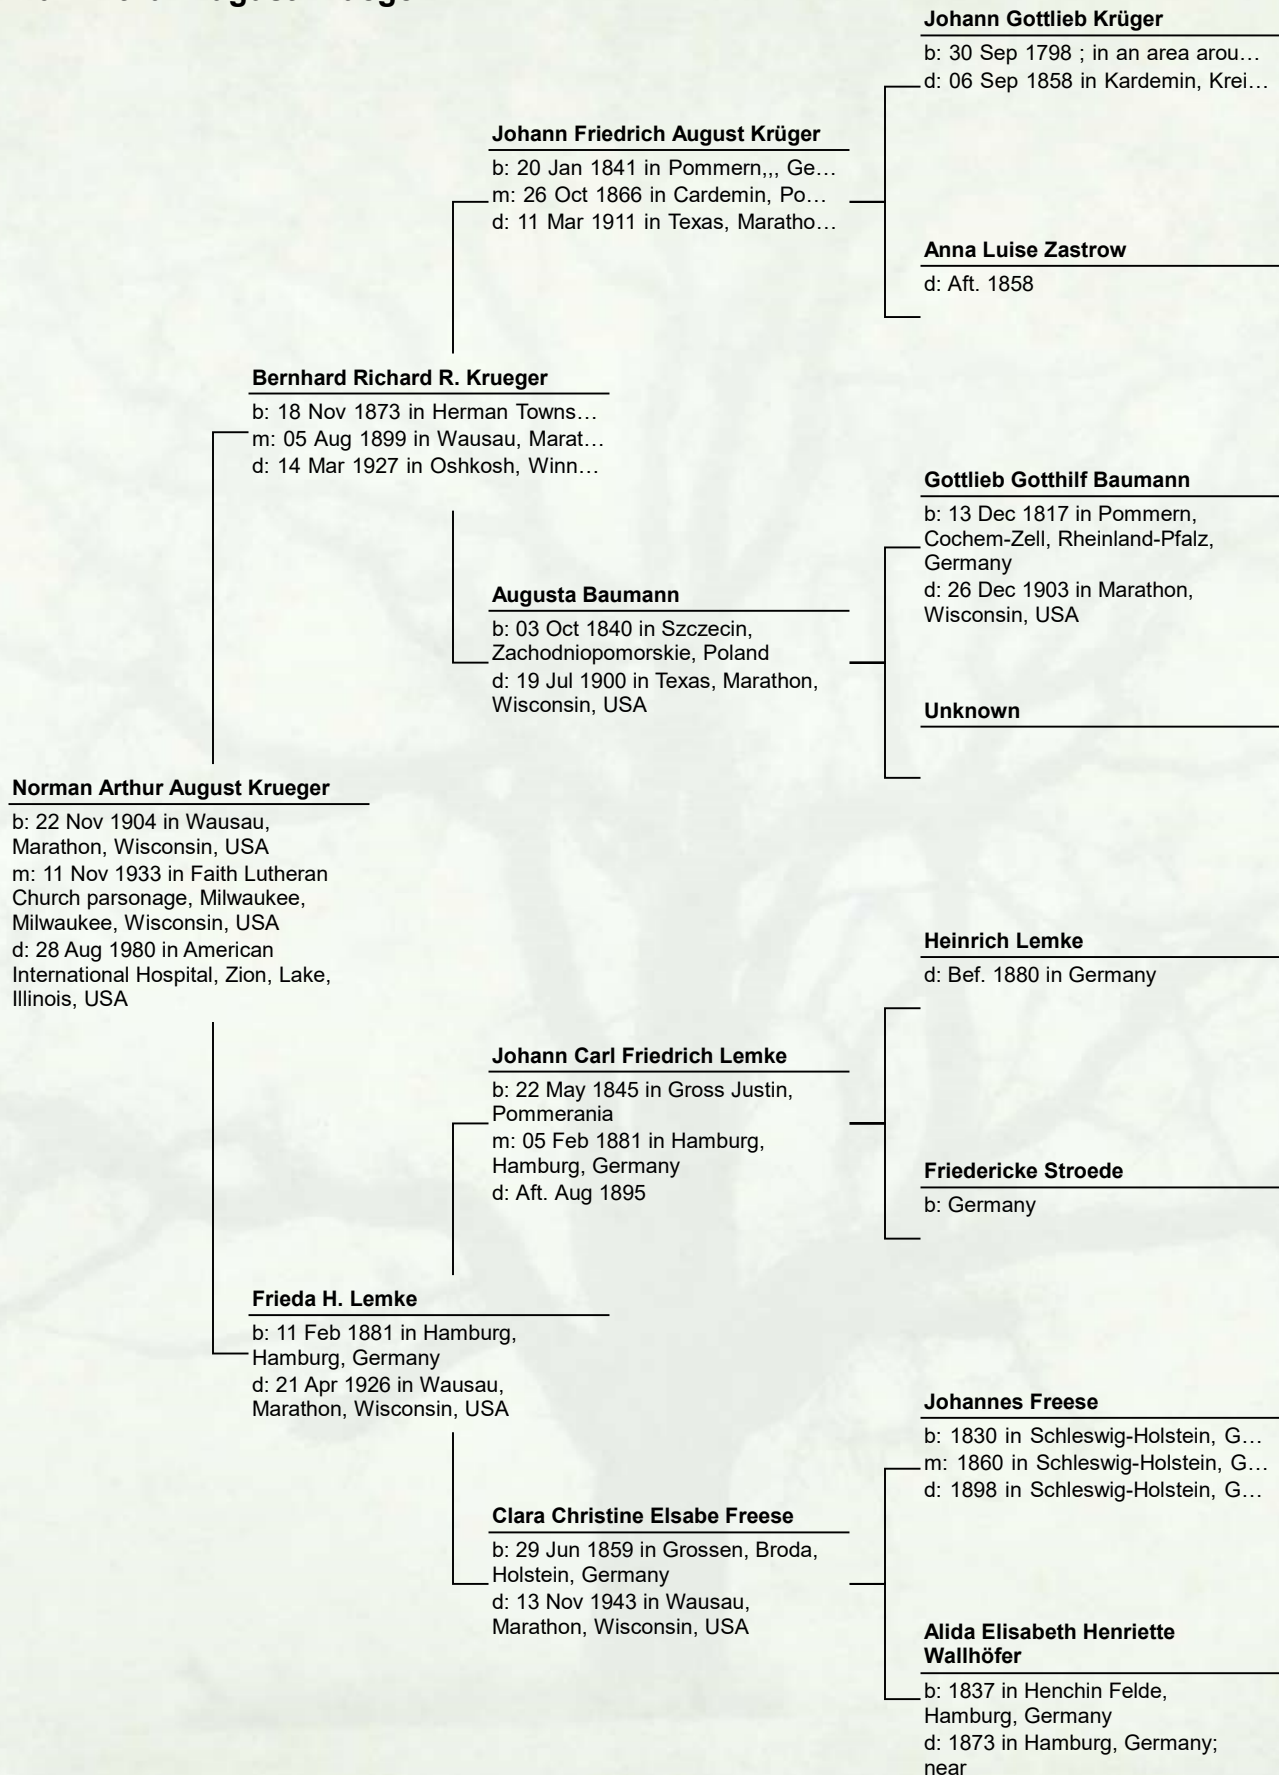 Johann Gottlieb Krüger
b: 30 Sep 1798 ; in an area arou…
d: 06 Sep 1858 in Kardemin, Krei…
Johann Friedrich August Krüger
b: 20 Jan 1841 in Pommern,,, Ge…
m: 26 Oct 1866 in Cardemin, Po…
d: 11 Mar 1911 in Texas, Maratho…
Anna Luise Zastrow
d: Aft. 1858
Bernhard Richard R. Krueger
b: 18 Nov 1873 in Herman Towns…
m: 05 Aug 1899 in Wausau, Marat…
d: 14 Mar 1927 in Oshkosh, Winn…
Gottlieb Gotthilf Baumann
b: 13 Dec 1817 in Pommern,
Cochem-Zell, Rheinland-Pfalz,
Germany
d: 26 Dec 1903 in Marathon,
Wisconsin, USA
Augusta Baumann
b: 03 Oct 1840 in Szczecin,
Zachodniopomorskie, Poland
d: 19 Jul 1900 in Texas, Marathon,
Wisconsin, USA
Unknown
Norman Arthur August Krueger
b: 22 Nov 1904 in Wausau,
Marathon, Wisconsin, USA
m: 11 Nov 1933 in Faith Lutheran
Church parsonage, Milwaukee,
Milwaukee, Wisconsin, USA
d: 28 Aug 1980 in American
International Hospital, Zion, Lake,
Illinois, USA
Heinrich Lemke
d: Bef. 1880 in Germany
Johann Carl Friedrich Lemke
b: 22 May 1845 in Gross Justin,
Pommerania
m: 05 Feb 1881 in Hamburg,
Hamburg, Germany
d: Aft. Aug 1895
Friedericke Stroede
b: Germany
Frieda H. Lemke
b: 11 Feb 1881 in Hamburg,
Hamburg, Germany
d: 21 Apr 1926 in Wausau,
Marathon, Wisconsin, USA
Johannes Freese
b: 1830 in Schleswig-Holstein, G…
m: 1860 in Schleswig-Holstein, G…
d: 1898 in Schleswig-Holstein, G…
Clara Christine Elsabe Freese
b: 29 Jun 1859 in Grossen, Broda,
Holstein, Germany
d: 13 Nov 1943 in Wausau,
Marathon, Wisconsin, USA
Alida Elisabeth Henriette
Wallhöfer
b: 1837 in Henchin Felde,
Hamburg, Germany
d: 1873 in Hamburg, Germany;
near